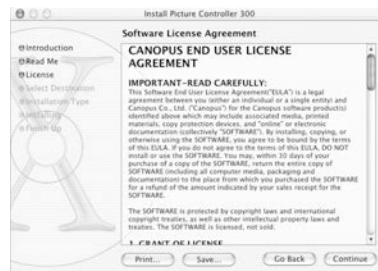 Install Picture Controller 300
Software License Agreement
Introduction
Read Me
License
Select Destination
Installation Type
Installing
Finish Up
CANOPUS END USER LICENSE
AGREEMENT
IMPORTANT-READ CAREFULLY:
This Software End User License Agreement("EULA") is a legal
agreement between you (either an individual or a single entity) and
Canopus Co., Ltd. ("Canopus") for the Canopus software product(s)
identified above which may include associated media, printed
materials, copy protection devices, and "online" or electronic
documentation (collectively "SOFTWARE"). By installing, copying, or
otherwise using the SOFTWARE, you agree to be bound by the terms
of this EULA. If you do not agree to the terms of this EULA, DO NOT
install or use the SOFTWARE. You may, within 30 days of your
purchase of a copy of the SOFTWARE, return the entire copy of
SOFTWARE (including all computer media, packaging and
documentation) to the place from which you purchased the SOFTWARE
for a refund of the amount indicated by your sales receipt for the
SOFTWARE.
The SOFTWARE is protected by copyright laws and international
copyright treaties, as well as other intellectual property laws and
treaties. The SOFTWARE is licensed, not sold.
1. GRANT OF LICENSE
Print...
Save...
Go Back
Continue